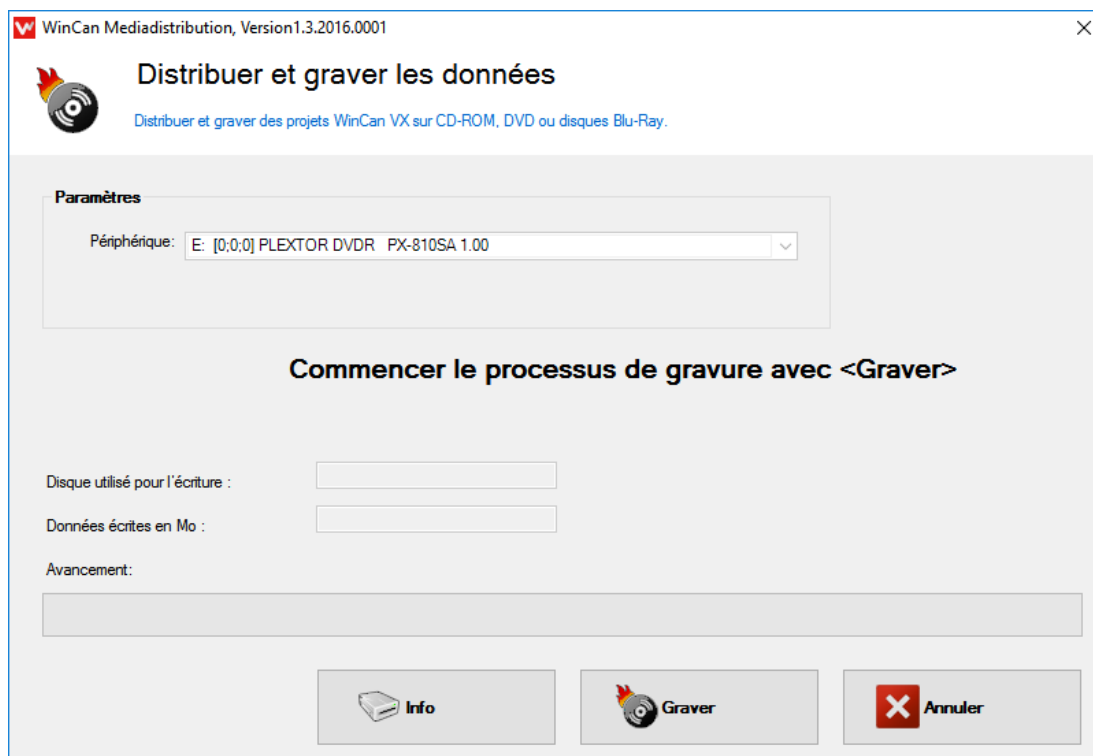 WinCan Mediadistribution, Version1.3.2016.0001
Distribuer et graver les données
Distribuer et graver des projets WinCan VX sur CD-ROM, DVD ou disques Blu-Ray.
Paramètres
Périphérique: E: [0;0;0] PLEXTOR DVDR PX-810SA 1.00
Commencer le processus de gravure avec <Graver>
Disque utilisé pour l'écriture :
Données écrites en Mo :
Avancement:
Info Graver Annuler